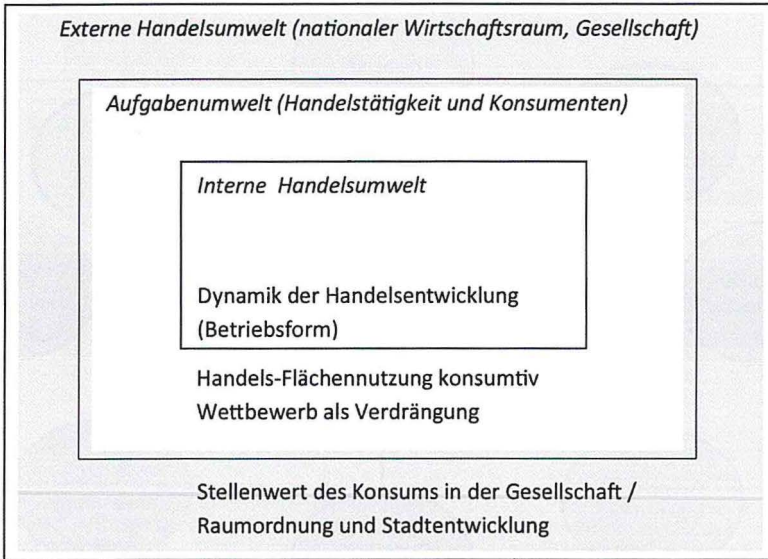 Externe Handelsumwelt (nationaler Wirtschaftsraum, Gesellschaft)
Aufgabenumwelt (Handelstätigkeit und Konsumenten)
Interne Handelsumwelt
Dynamik der Handelsentwicklung
(Betriebsform)
Handels-Flächennutzung konsumtiv
Wettbewerb als Verdrängung
Stellenwert des Konsums in der Gesellschaft /
Raumordnung und Stadtentwicklung